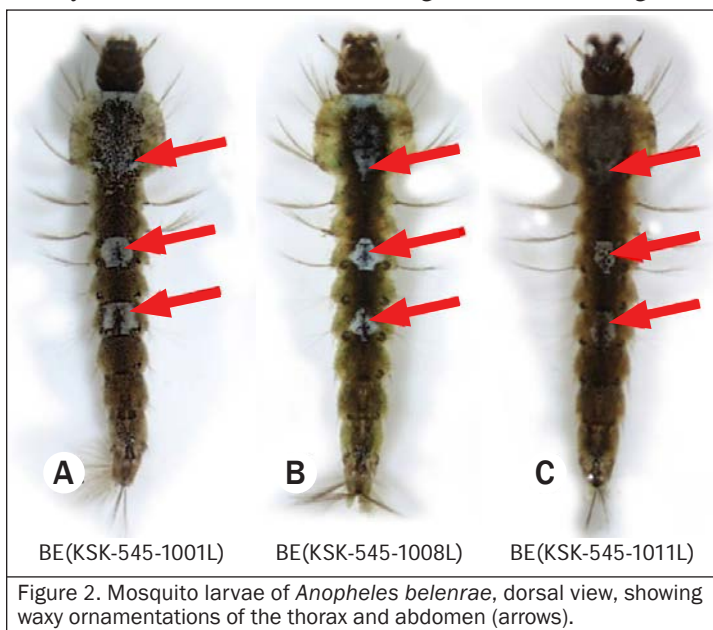 A
B
C
BE(KSK-545-1001L)
BE(KSK-545-1008L)
BE(KSK-545-1011L)
Figure 2. Mosquito larvae of Anopheles belenrae, dorsal view, showing
waxy ornamentations of the thorax and abdomen (arrows).